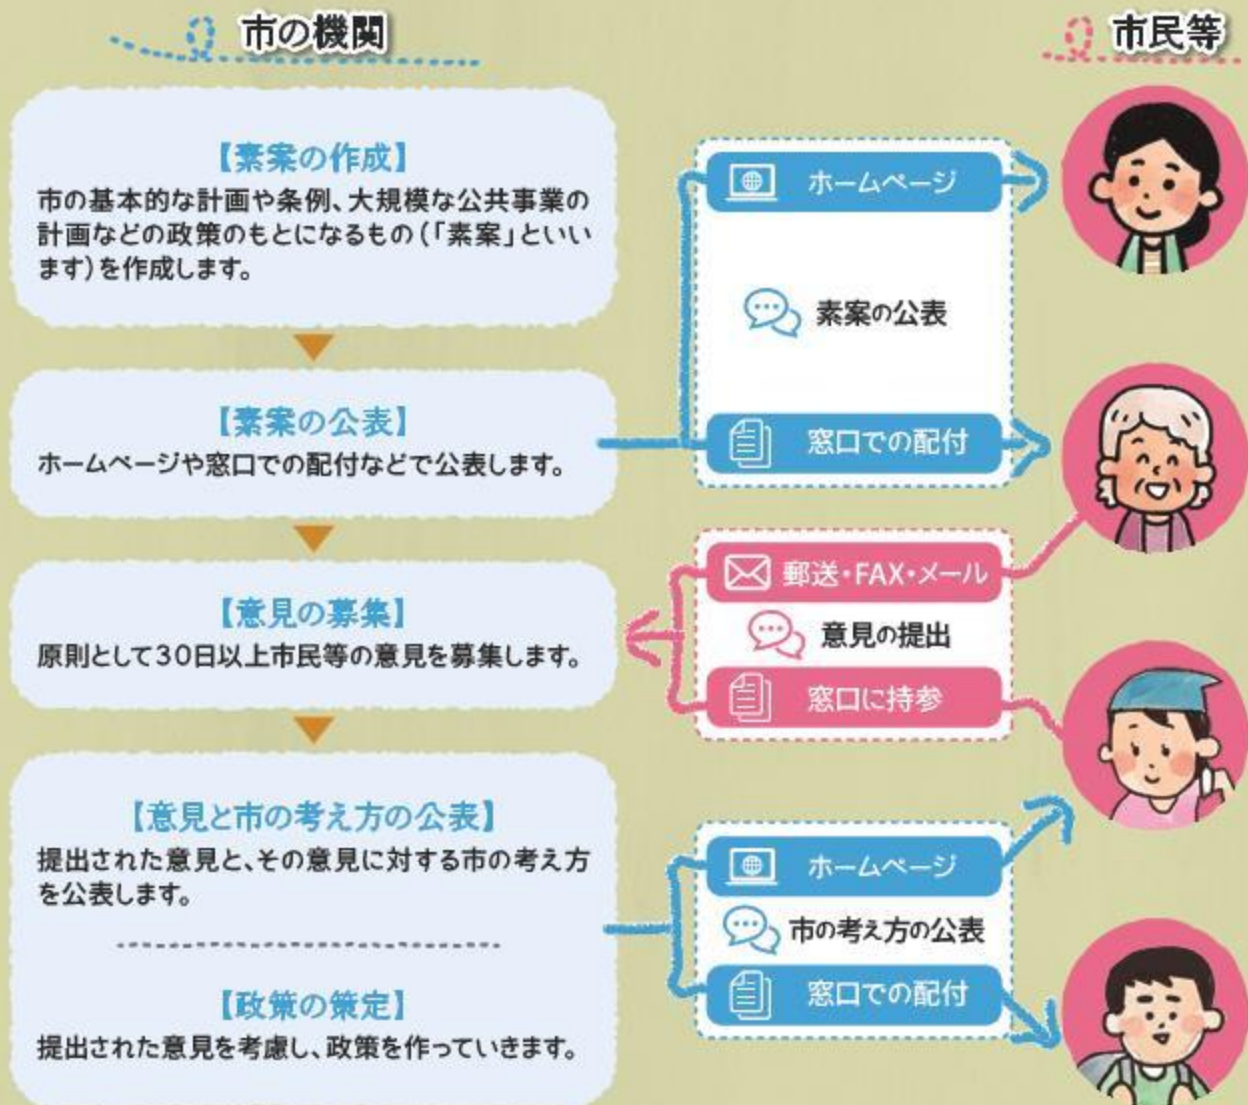 市の機関
市民等
【素案の作成】
市の基本的な計画や条例、大規模な公共事業の
計画などの政策のもとになるもの(「素案」といい
ます)を作成します。
ホームページ
素案の公表
窓口での配付
【素案の公表】
ホームページや窓口での配付などで公表します。
【意見の募集】
原則として30日以上市民等の意見を募集します。
郵送・FAX・メール
意見の提出
窓口に持参
【意見と市の考え方の公表】
提出された意見と、その意見に対する市の考え方
を公表します。
ホームページ
市の考え方の公表
窓口での配付
【政策の策定】
提出された意見を考慮し、政策を作っていきます。